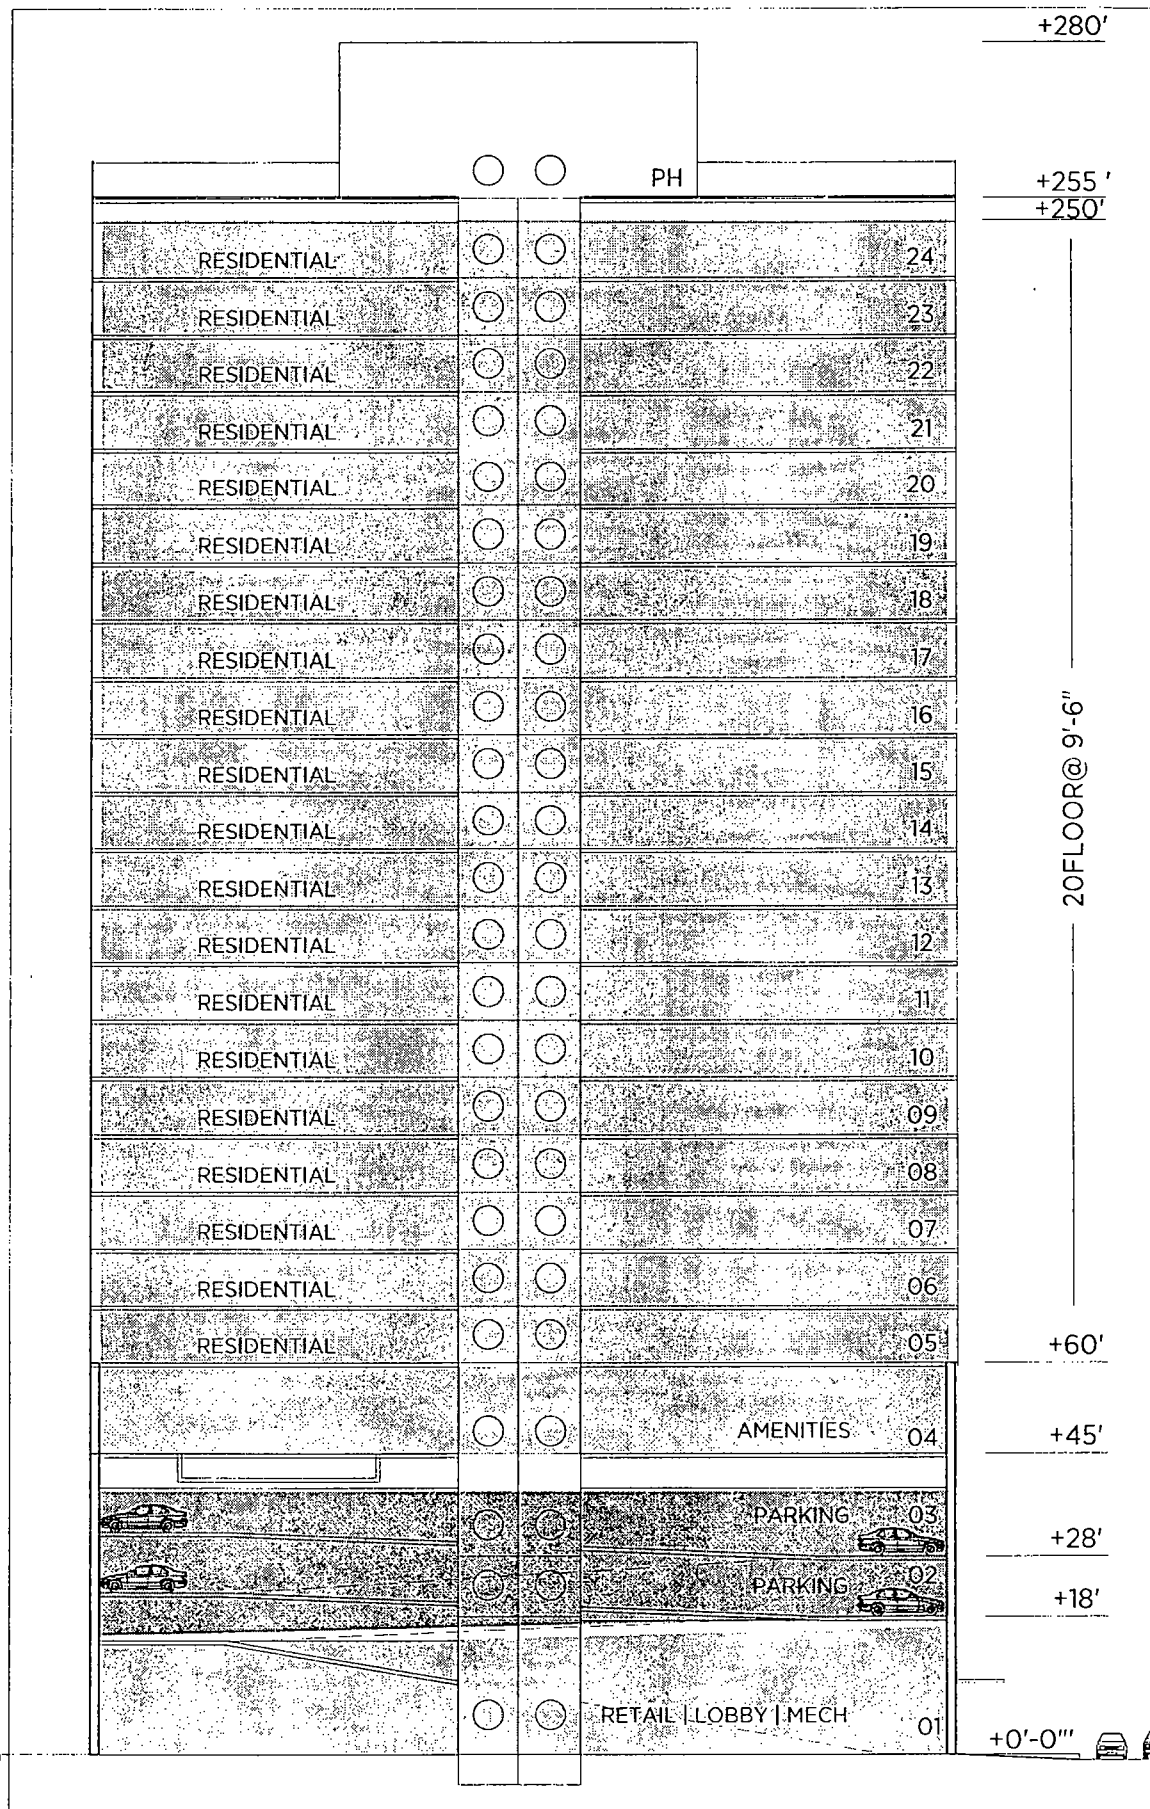 +280'
PH
+255 '
+250'
RESIDENTIAL 24
RESIDENTIAL 23
RESIDENTIAL 22
RESIDENTIAL 21
RESIDENTIAL 20
RESIDENTIAL 19
RESIDENTIAL 18
RESIDENTIAL 17
RESIDENTIAL 16
RESIDENTIAL 15
RESIDENTIAL 14
RESIDENTIAL 13
RESIDENTIAL 12
RESIDENTIAL 11
RESIDENTIAL 10
RESIDENTIAL 09
RESIDENTIAL 08
RESIDENTIAL 07
RESIDENTIAL 06
RESIDENTIAL 05
20FLOOR@ 9'-6"
+60'
AMENITIES 04
+45'
PARKING 03
+28'
PARKING 02
+18'
RETAIL | LOBBY | MECH 01
+0'-0'''